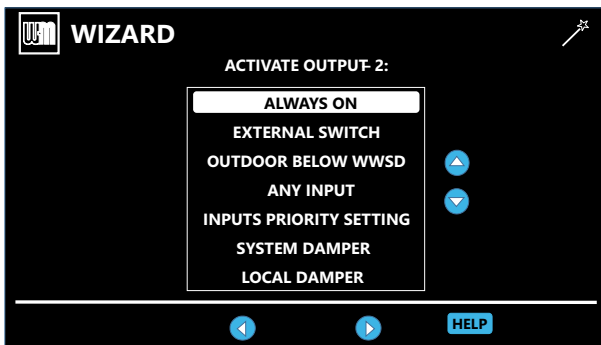 WM WIZARD
ACTIVATE OUTPUT- 2:
ALWAYS ON
EXTERNAL SWITCH
OUTDOOR BELOW WWSD
ANY INPUT
INPUTS PRIORITY SETTING
SYSTEM DAMPER
LOCAL DAMPER
HELP